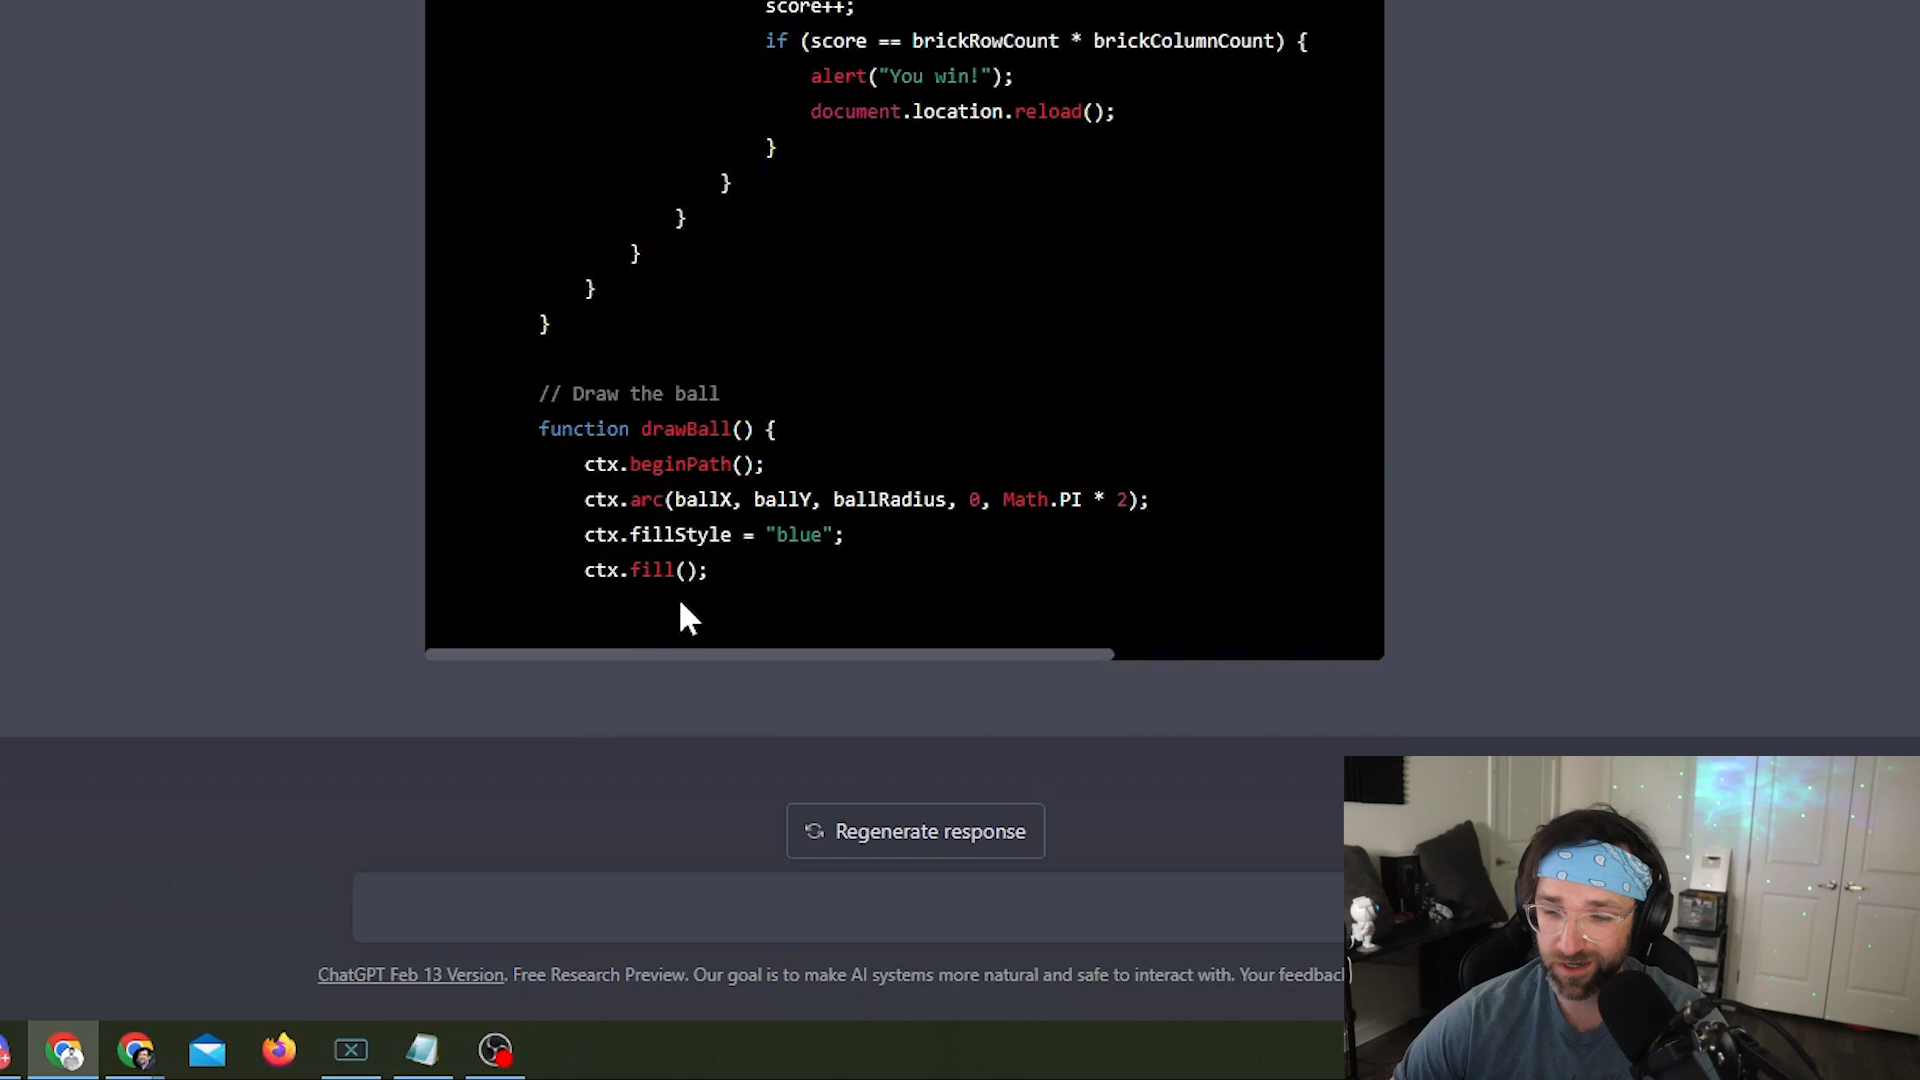 score++;
if (score == brickRowCount * brickColumnCount) {
alert("You win!");
document.location.reload();
}
}
}
}
}
}
// Draw the ball
function drawBall() {
ctx.beginPath();
ctx.arc(ballX, ballY, ballRadius, 0, Math.PI * 2);
ctx.fillStyle = "blue";
ctx.fill();
Regenerate response
ChatGPT Feb 13 Version. Free Research Preview. Our goal is to make AI systems more natural and safe to interact with. Your feedback